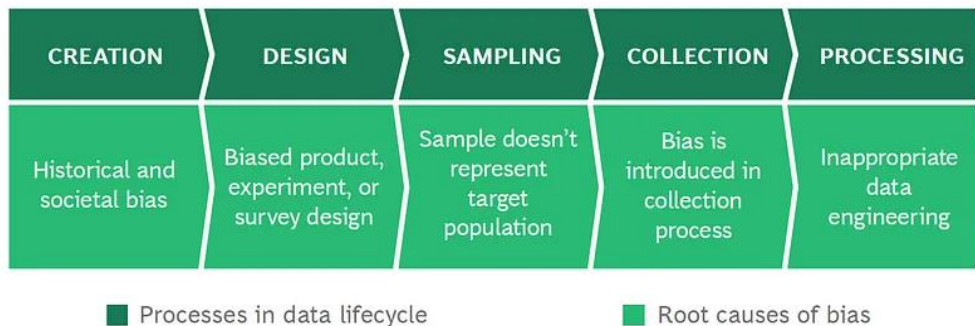 CREATION
DESIGN
SAMPLING
COLLECTION
PROCESSING
Historical and
societal bias
Biased product,
experiment, or
survey design
Sample doesn't
represent
target
population
Bias is
introduced in
collection
process
Inappropriate
data
engineering
Processes in data lifecycle
Root causes of bias